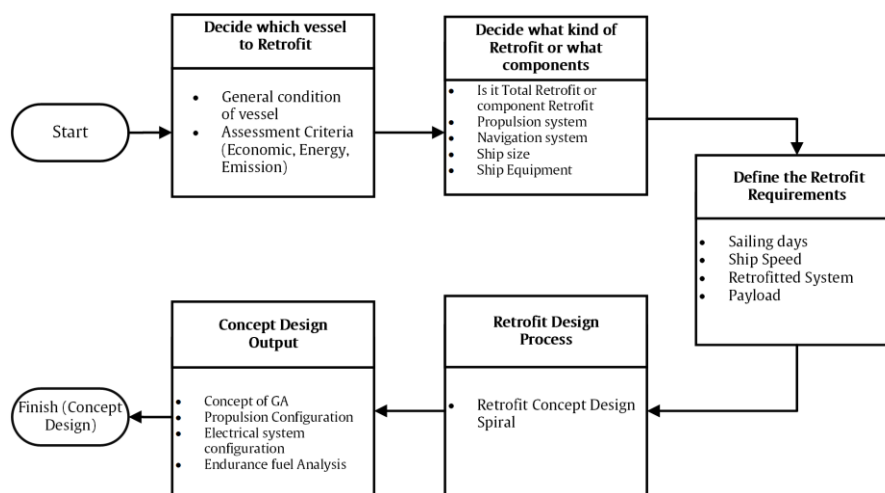 Start
Decide which vessel
to Retrofit
• General condition
of vessel
• Assessment Criteria
(Economic, Energy,
Emission)
Decide what kind of
Retrofit or what
components
• Is it Total Retrofit or
component Retrofit
• Propulsion system
• Navigation system
• Ship size
• Ship Equipment
Define the Retrofit
Requirements
• Sailing days
• Ship Speed
• Retrofitted System
• Payload
Retrofit Design
Process
• Retrofit Concept Design
Spiral
Concept Design
Output
• Concept of GA
• Propulsion Configuration
• Electrical system
configuration
• Endurance fuel Analysis
Finish (Concept
Design)